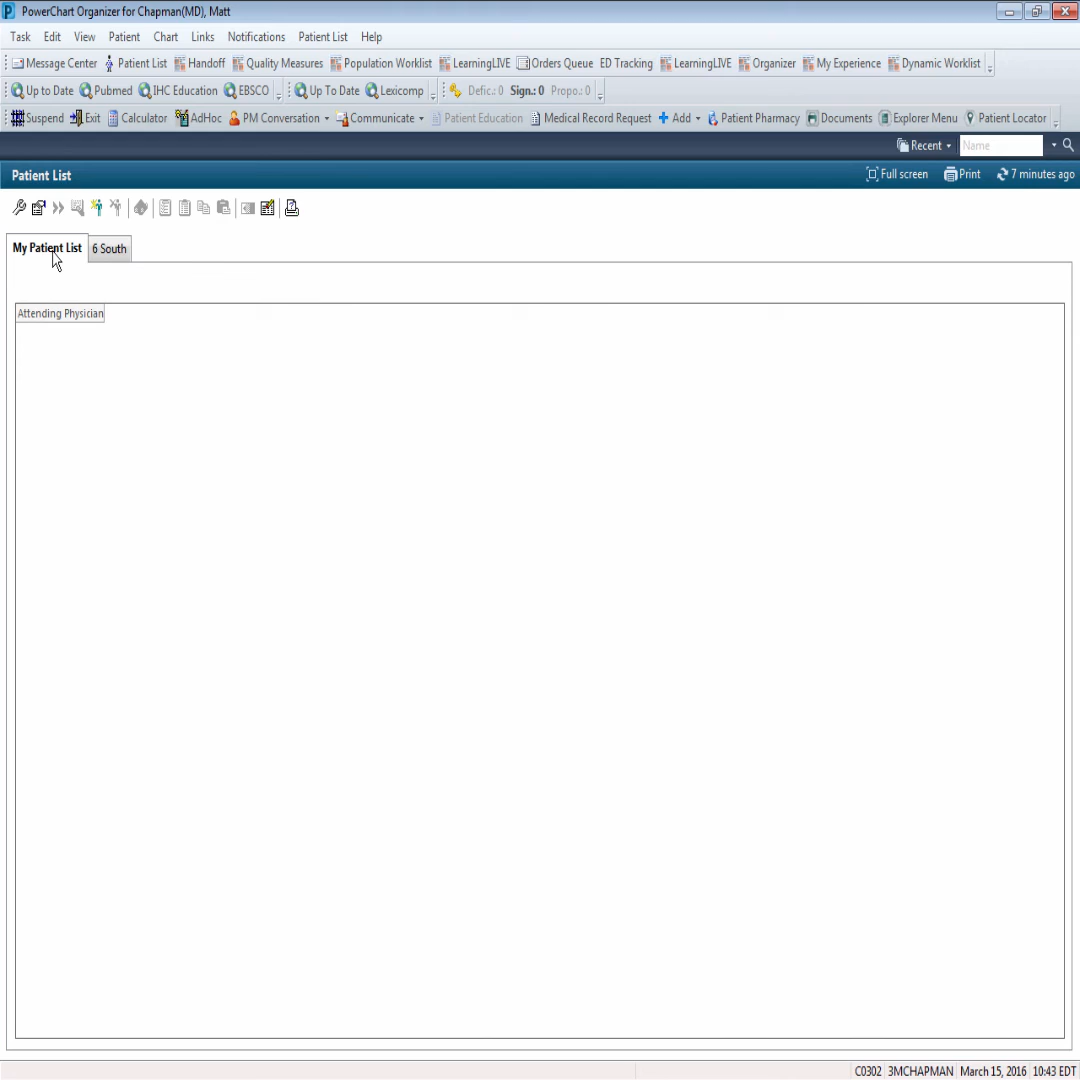 PowerChart Organizer for Chapman(MD), Matt
Task Edit View Patient Chart Links Notifications Patient List Help
Message Center Patient List Handoff Quality Measures Population Worklist LearningLIVE Orders Queue ED Tracking LearningLIVE Organizer My Experience Dynamic Worklist
Up to Date Pubmed IHC Education EBSCO Up To Date Lexicomp Defic.: 0 Sign.: 0 Propo.: 0
Suspend Exit Calculator AdHoc PM Conversation Communicate Patient Education Medical Record Request Add Patient Pharmacy Documents Explorer Menu Patient Locator
Recent Name
Patient List Full screen Print 7 minutes ago
My Patient List 6 South
Attending Physician
C0302 3MCHAPMAN March 15, 2016 10:43 EDT